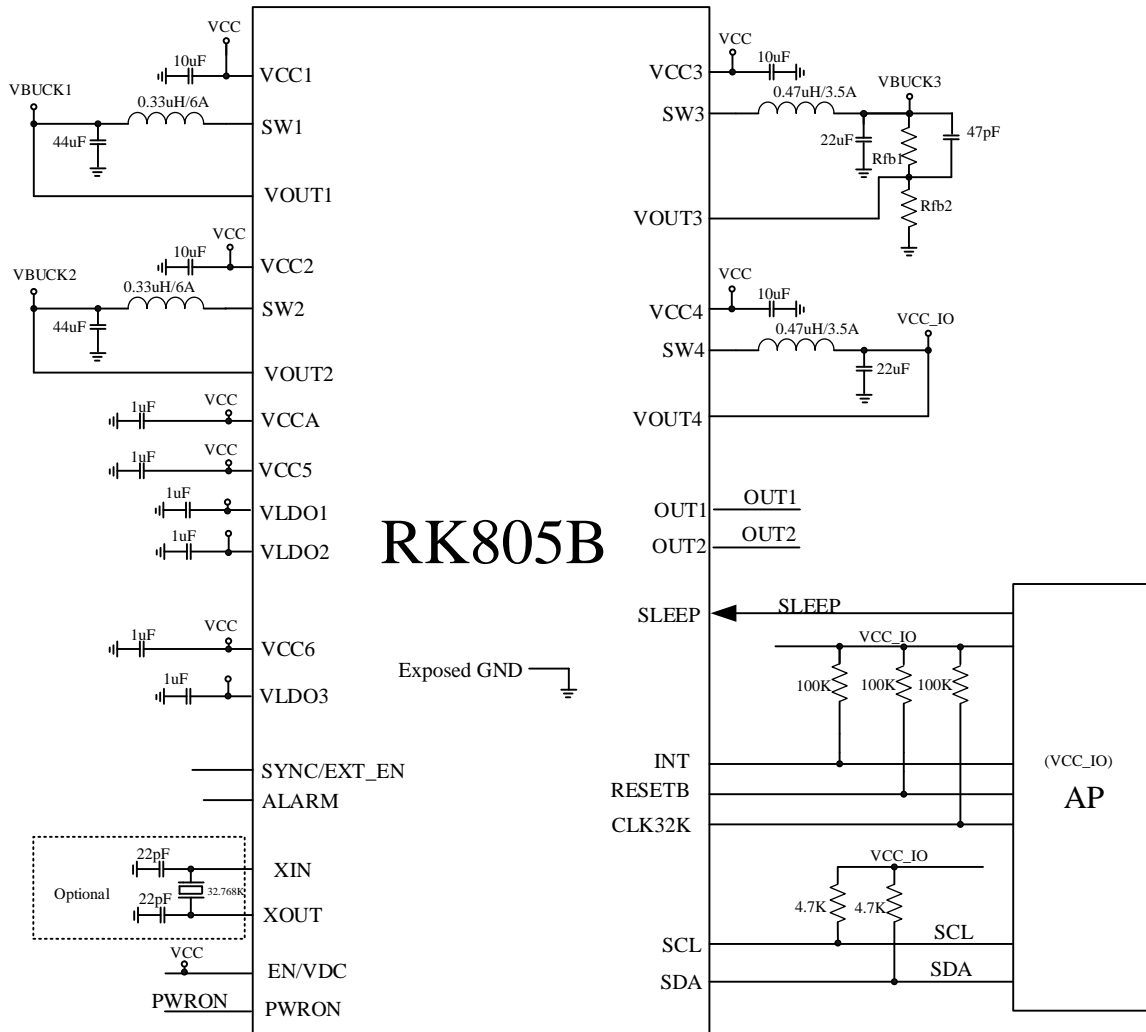 VCC
10uF
VCC1
VBUCK1
0.33uH/6A
SW1
44uF
VOUT1
VCC
10uF
VCC2
VBUCK2
0.33uH/6A
SW2
44uF
VOUT2
1uF
VCC
VCCA
1uF
VCC
VCC5
1uF
VLDO1
1uF
VLDO2
1uF
VCC
VCC6
1uF
VLDO3
SYNC/EXT_EN
ALARM
22pF
XIN
Optional
32.768K
22pF
XOUT
VCC
EN/VDC
PWRON
PWRON
RK805B
Exposed GND
VCC
10uF
VCC3
0.47uH/3.5A
VBUCK3
SW3
22uF
Rfb1
47pF
VOUT3
Rfb2
VCC
10uF
VCC4
0.47uH/3.5A
VCC_IO
SW4
22uF
VOUT4
OUT1
OUT1
OUT2
OUT2
SLEEP
SLEEP
VCC_IO
100K
100K
100K
INT
RESETB
CLK32K
(VCC_IO)
AP
VCC_IO
4.7K
4.7K
SCL
SCL
SDA
SDA